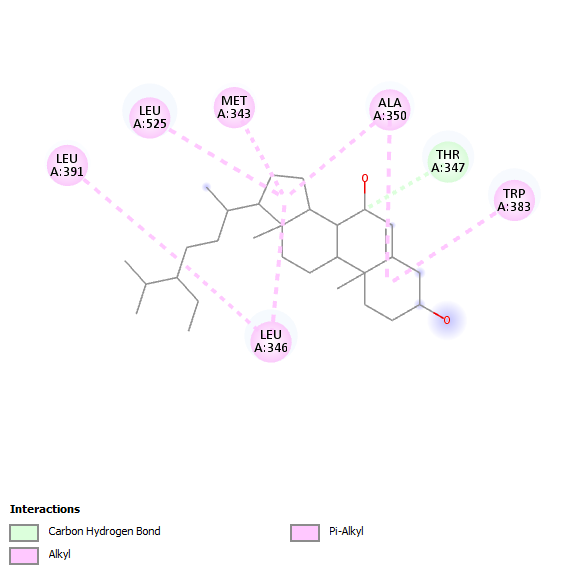 MET
A:343
LEU
A:525
ALA
A:350
THR
A:347
LEU
A:391
TRP
A:383
O
O
LEU
A:346
Interactions
Carbon Hydrogen Bond
Pi-Alkyl
Alkyl